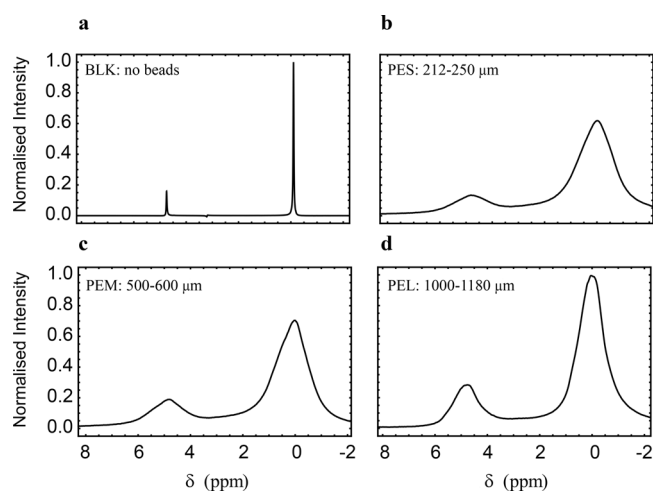 a
b
BLK: no beads
PES: 212-250 μm
Normalised Intensity
1.0
0.8
0.6
0.4
0.2
0.0
c
d
PEM: 500-600 μm
PEL: 1000-1180 μm
Normalised Intensity
1.0
0.8
0.6
0.4
0.2
0.0
8 6 4 2 0 -2
8 6 4 2 0 -2
δ (ppm)
δ (ppm)